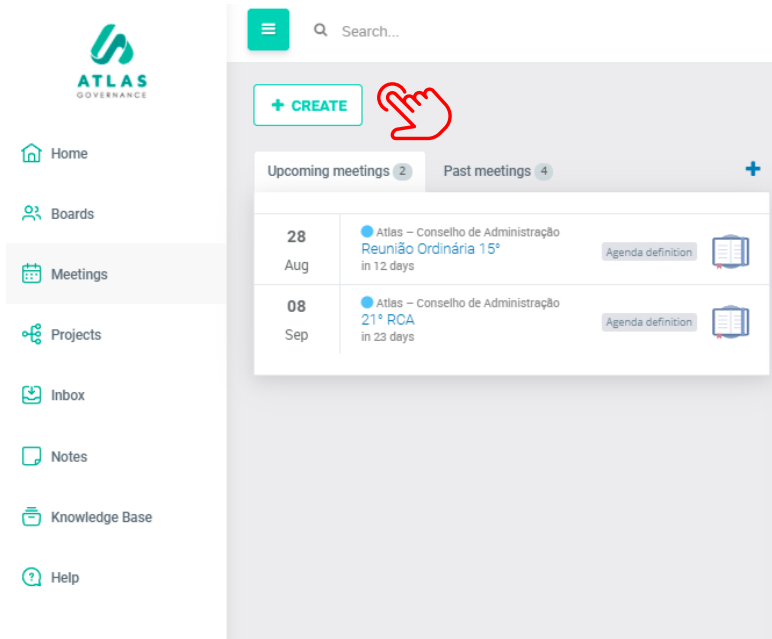 ATLAS
GOVERNANCE
Home
Boards
Meetings
Projects
Inbox
Notes
Knowledge Base
Help
Search...
+ CREATE
Upcoming meetings 2
Past meetings 4
28
Aug
Atlas – Conselho de Administração
Reunião Ordinária 15ª
in 12 days
Agenda definition
08
Sep
Atlas – Conselho de Administração
21ª RCA
in 23 days
Agenda definition